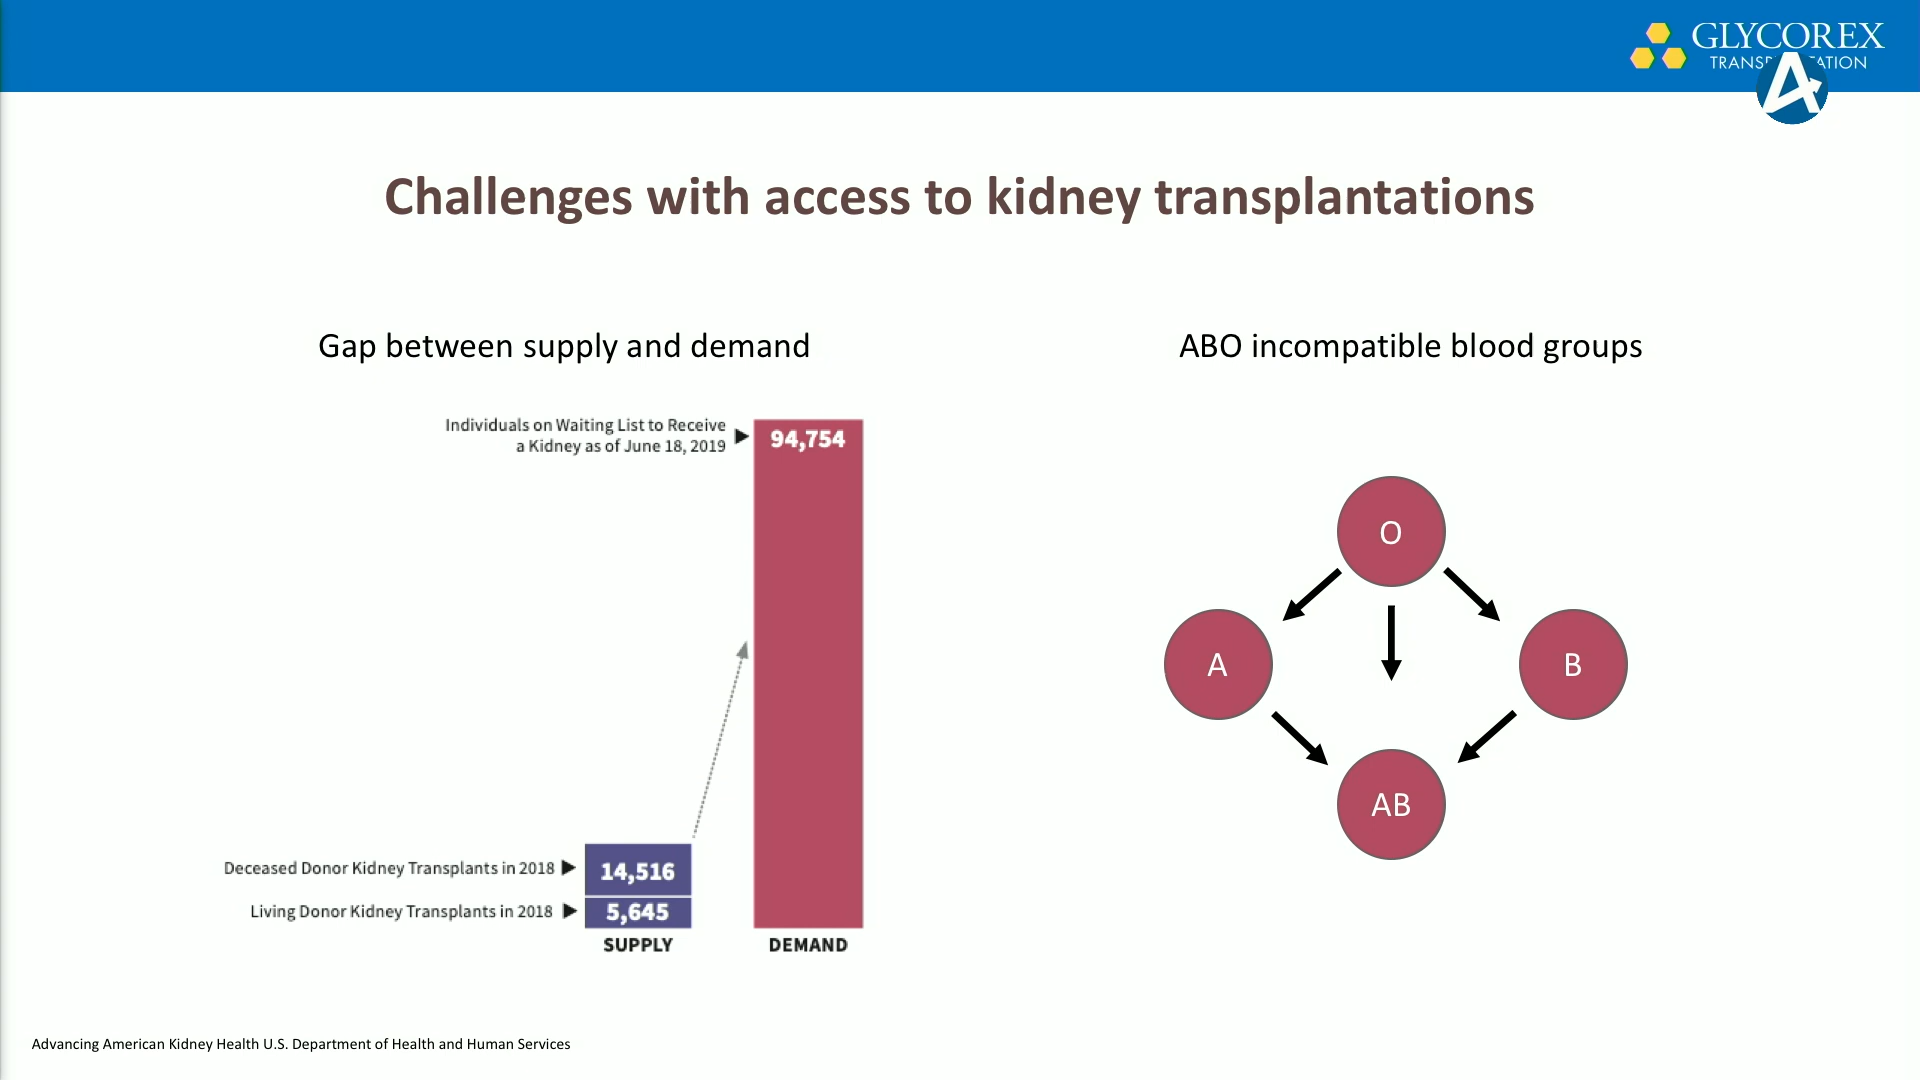 GLYCOREX
Challenges with access to kidney transplantations
Gap between supply and demand
Individuals on Waiting List to Receive
a Kidney as of June 18, 2019
94,754
Deceased Donor Kidney Transplants in 2018
14,516
Living Donor Kidney Transplants in 2018
5,645
SUPPLY
DEMAND
ABO incompatible blood groups
O
A
B
AB
Advancing American Kidney Health U.S. Department of Health and Human Services